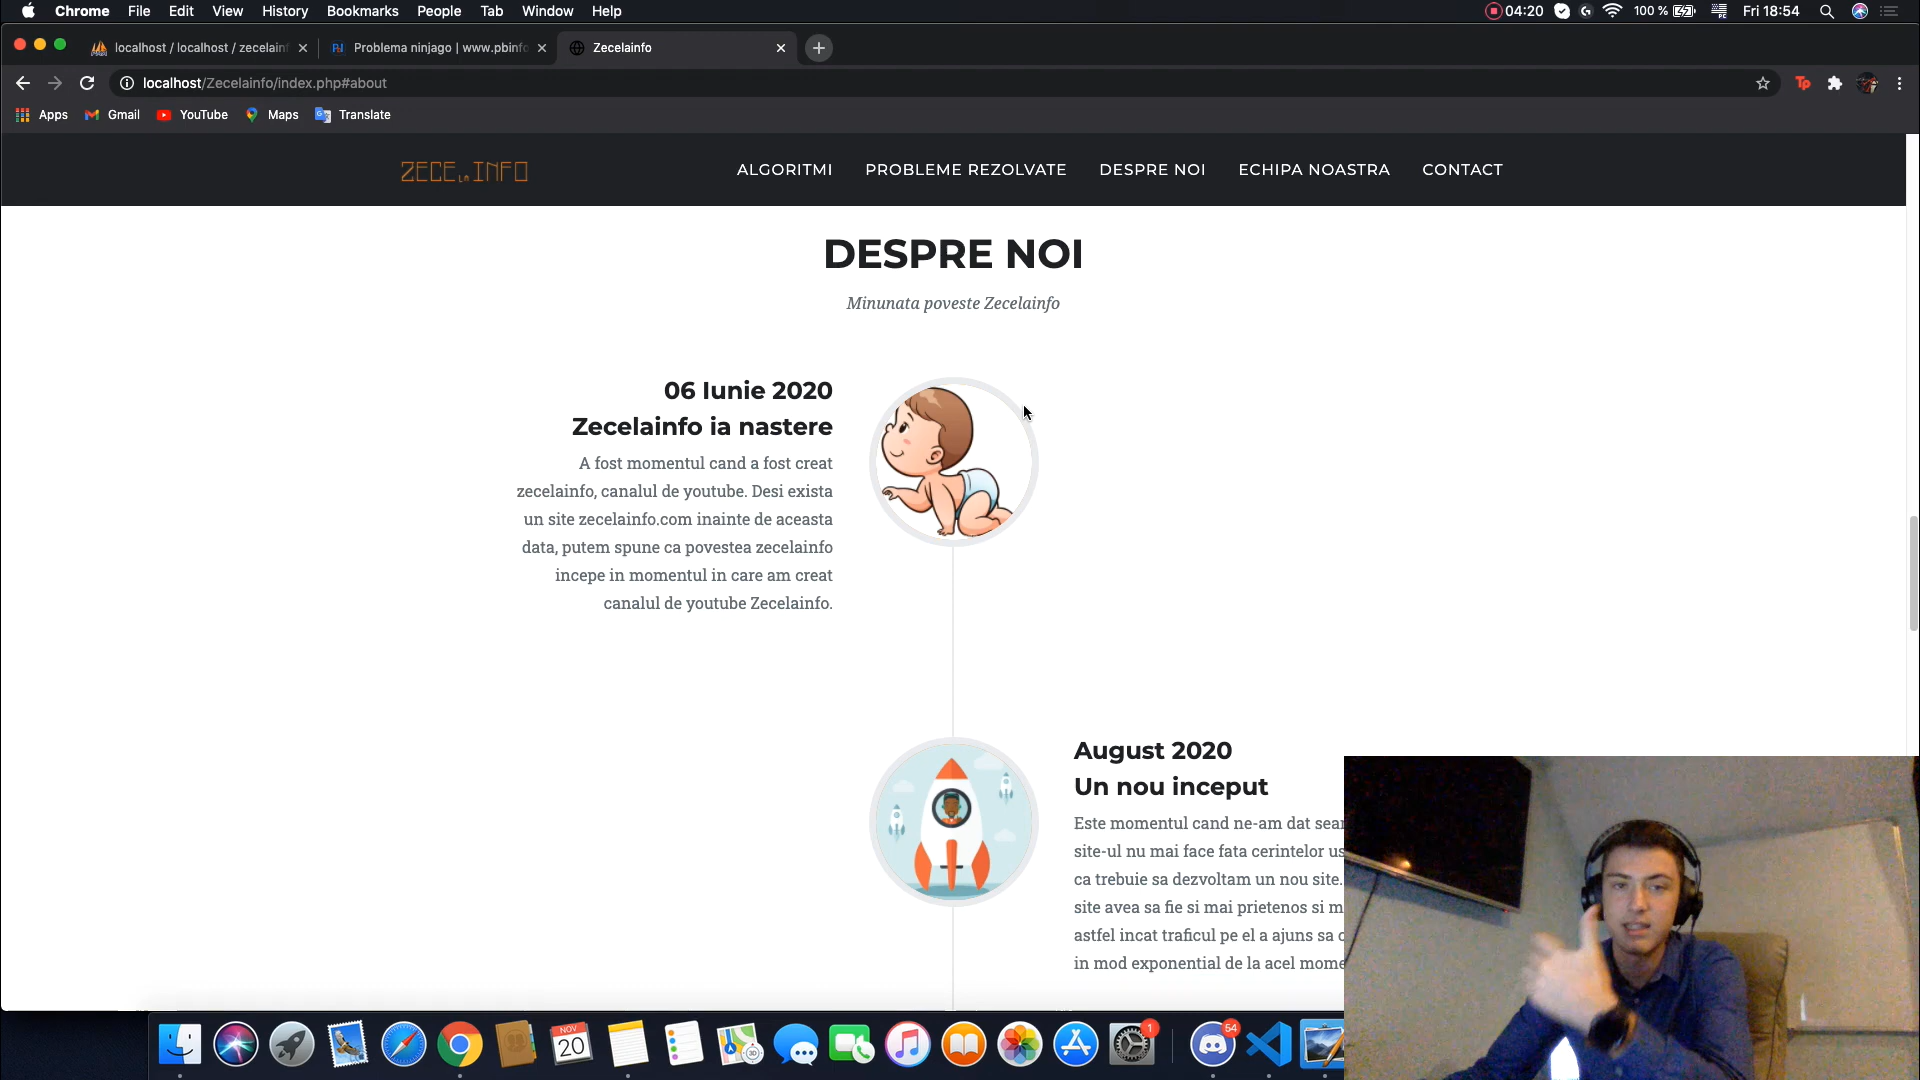 Chrome File Edit View History Bookmarks People Tab Window Help 04:20 100 % Fri 18:54
localhost / localhost / zecelainf
Problema ninjago | www.pbinfo
Zecelainfo
localhost/Zecelainfo/index.php#about
Tp
Apps Gmail YouTube Maps Translate
ZECE LA INFO
ALGORITMI PROBLEME REZOLVATE DESPRE NOI ECHIPA NOASTRA CONTACT
DESPRE NOI
Minunata poveste Zecelainfo
06 Iunie 2020
Zecelainfo ia nastere
A fost momentul cand a fost creat
zecelainfo, canalul de youtube. Desi exista
un site zecelainfo.com inainte de aceasta
data, putem spune ca povestea zecelainfo
incepe in momentul in care am creat
canalul de youtube Zecelainfo.
August 2020
Un nou inceput
Este momentul cand ne-am dat sea
site-ul nu mai face fata cerintelor us
ca trebuie sa dezvoltam un nou site.
site avea sa fie si mai prietenos si m
astfel incat traficul pe el a ajuns sa
in mod exponential de la acel mome
NOV
20
3D
1
54